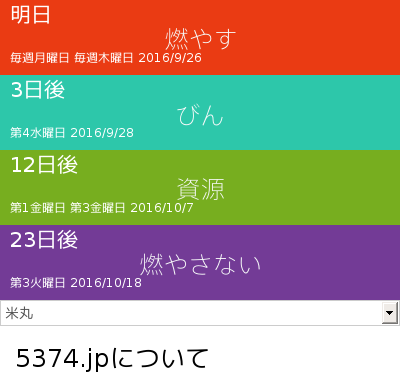 明日
燃やす
毎週月曜日 毎週木曜日 2016/9/26
3日後
びん
第4水曜日 2016/9/28
12日後
資源
第1金曜日 第3金曜日 2016/10/7
23日後
燃やさない
第3火曜日 2016/10/18
米丸
5374.jpについて